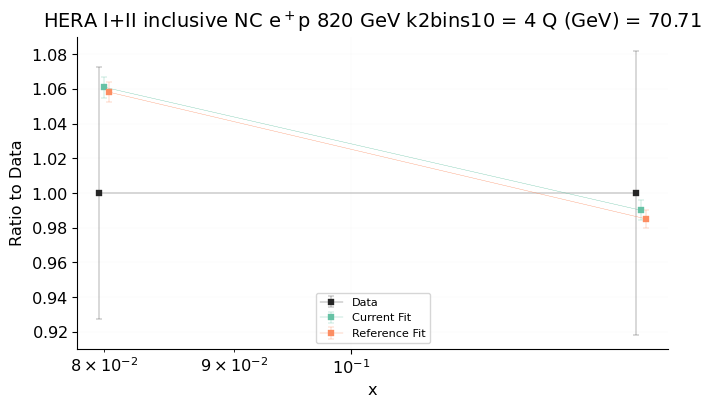 HERA I+II inclusive NC e⁺p 820 GeV k2bins10 = 4 Q (GeV) = 70.71
Ratio to Data
1.08
1.06
1.04
1.02
1.00
0.98
0.96
0.94
0.92
Data
Current Fit
Reference Fit
8 × 10⁻² 9 × 10⁻² 10⁻¹
x